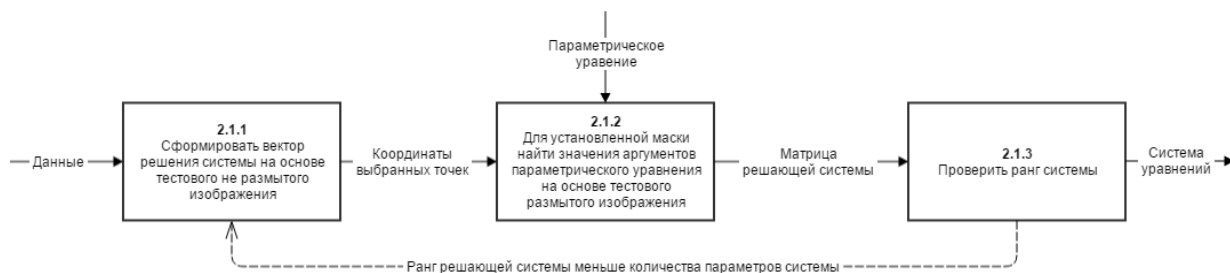 Параметрическое
уравение
2.1.1
Сформировать вектор
решения системы на основе
тестового не размытого
изображения
2.1.2
Для установленной маски
найти значения аргументов
параметрического уравнения
на основе тестового
размытого изображения
2.1.3
Проверить ранг системы
Данные
Координаты
выбранных точек
Матрица
решающей системы
Система
уравнений
Ранг решающей системы меньше количества параметров системы